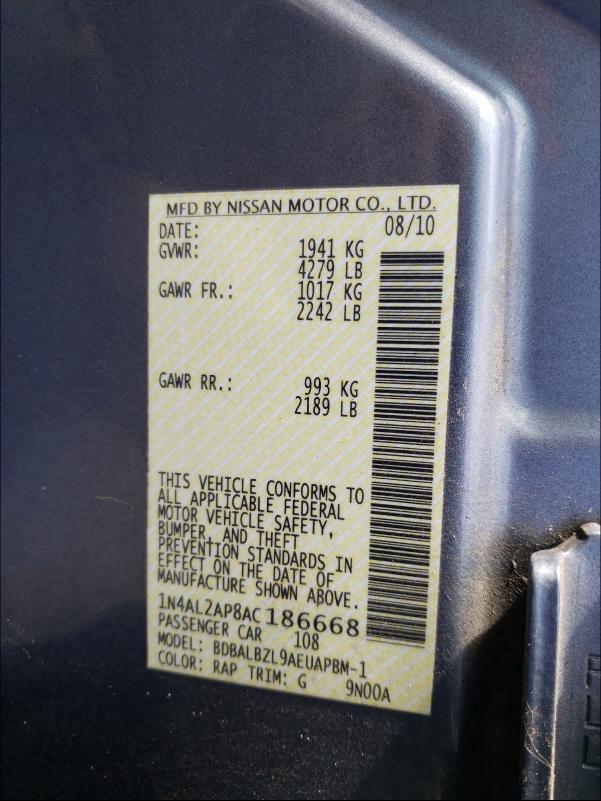 MFD BY NISSAN MOTOR CO., LTD.
DATE: 08/10
GVWR: 1941 KG
4279 LB
GAWR FR.: 1017 KG
2242 LB
GAWR RR.: 993 KG
2189 LB
THIS VEHICLE CONFORMS TO
ALL APPLICABLE FEDERAL
MOTOR VEHICLE SAFETY,
BUMPER, AND THEFT
PREVENTION STANDARDS IN
EFFECT ON THE DATE OF
MANUFACTURE SHOWN ABOVE.
1N4AL2AP8AC186668
PASSENGER CAR 108
MODEL: BDBALBZL9AEUAPBM-1
COLOR: RAP TRIM: G 9N00A